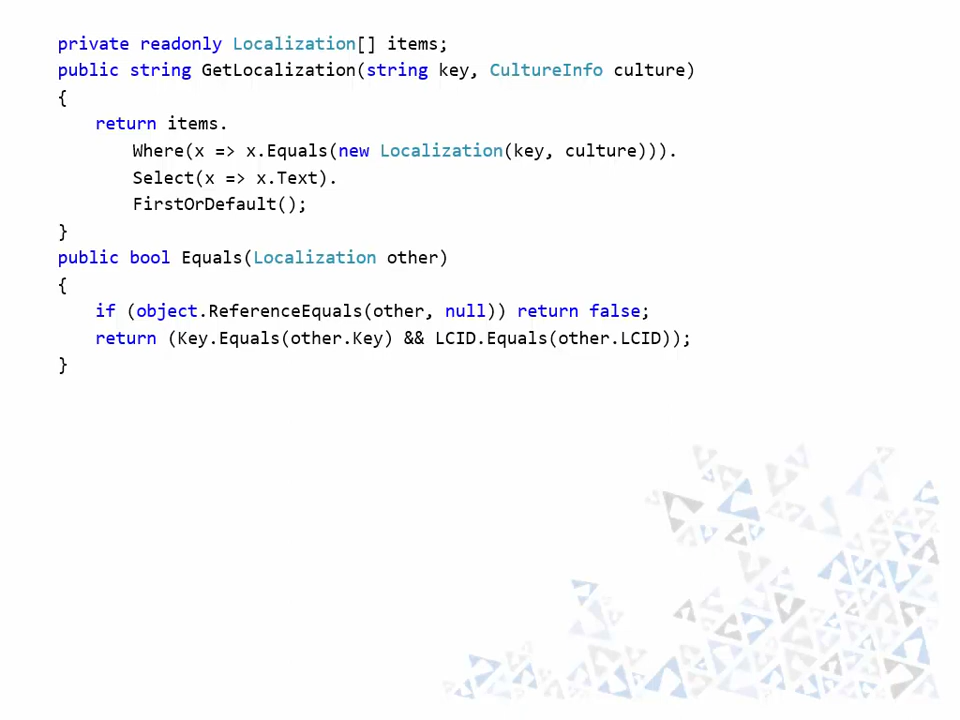 private readonly Localization[] items;
public string GetLocalization(string key, CultureInfo culture)
{
return items.
Where(x => x.Equals(new Localization(key, culture))).
Select(x => x.Text).
FirstOrDefault();
}
public bool Equals(Localization other)
{
if (object.ReferenceEquals(other, null)) return false;
return (Key.Equals(other.Key) && LCID.Equals(other.LCID));
}